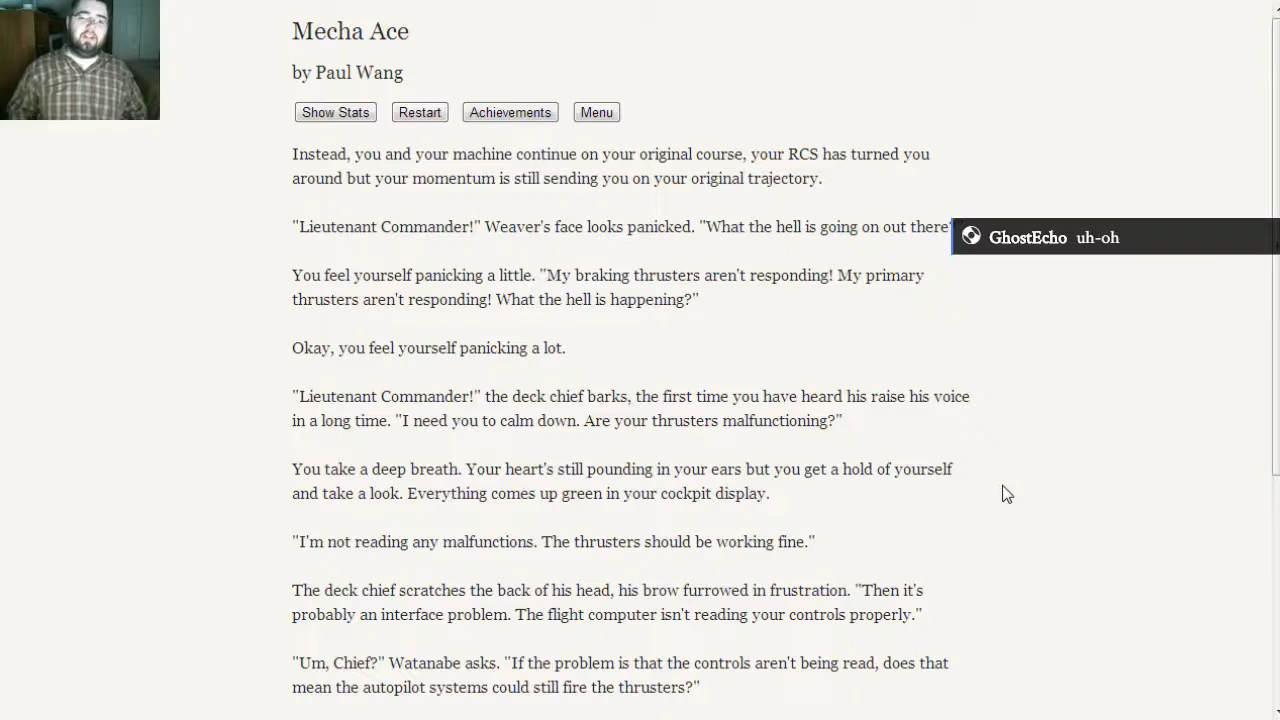 Mecha Ace
by Paul Wang
Show Stats Restart Achievements Menu
Instead, you and your machine continue on your original course, your RCS has turned you
around but your momentum is still sending you on your original trajectory.
"Lieutenant Commander!" Weaver's face looks panicked. "What the hell is going on out there?
GhostEcho uh-oh
You feel yourself panicking a little. "My braking thrusters aren't responding! My primary
thrusters aren't responding! What the hell is happening?"
Okay, you feel yourself panicking a lot.
"Lieutenant Commander!" the deck chief barks, the first time you have heard his raise his voice
in a long time. "I need you to calm down. Are your thrusters malfunctioning?"
You take a deep breath. Your heart's still pounding in your ears but you get a hold of yourself
and take a look. Everything comes up green in your cockpit display.
"I'm not reading any malfunctions. The thrusters should be working fine."
The deck chief scratches the back of his head, his brow furrowed in frustration. "Then it's
probably an interface problem. The flight computer isn't reading your controls properly."
"Um, Chief?" Watanabe asks. "If the problem is that the controls aren't being read, does that
mean the autopilot systems could still fire the thrusters?"